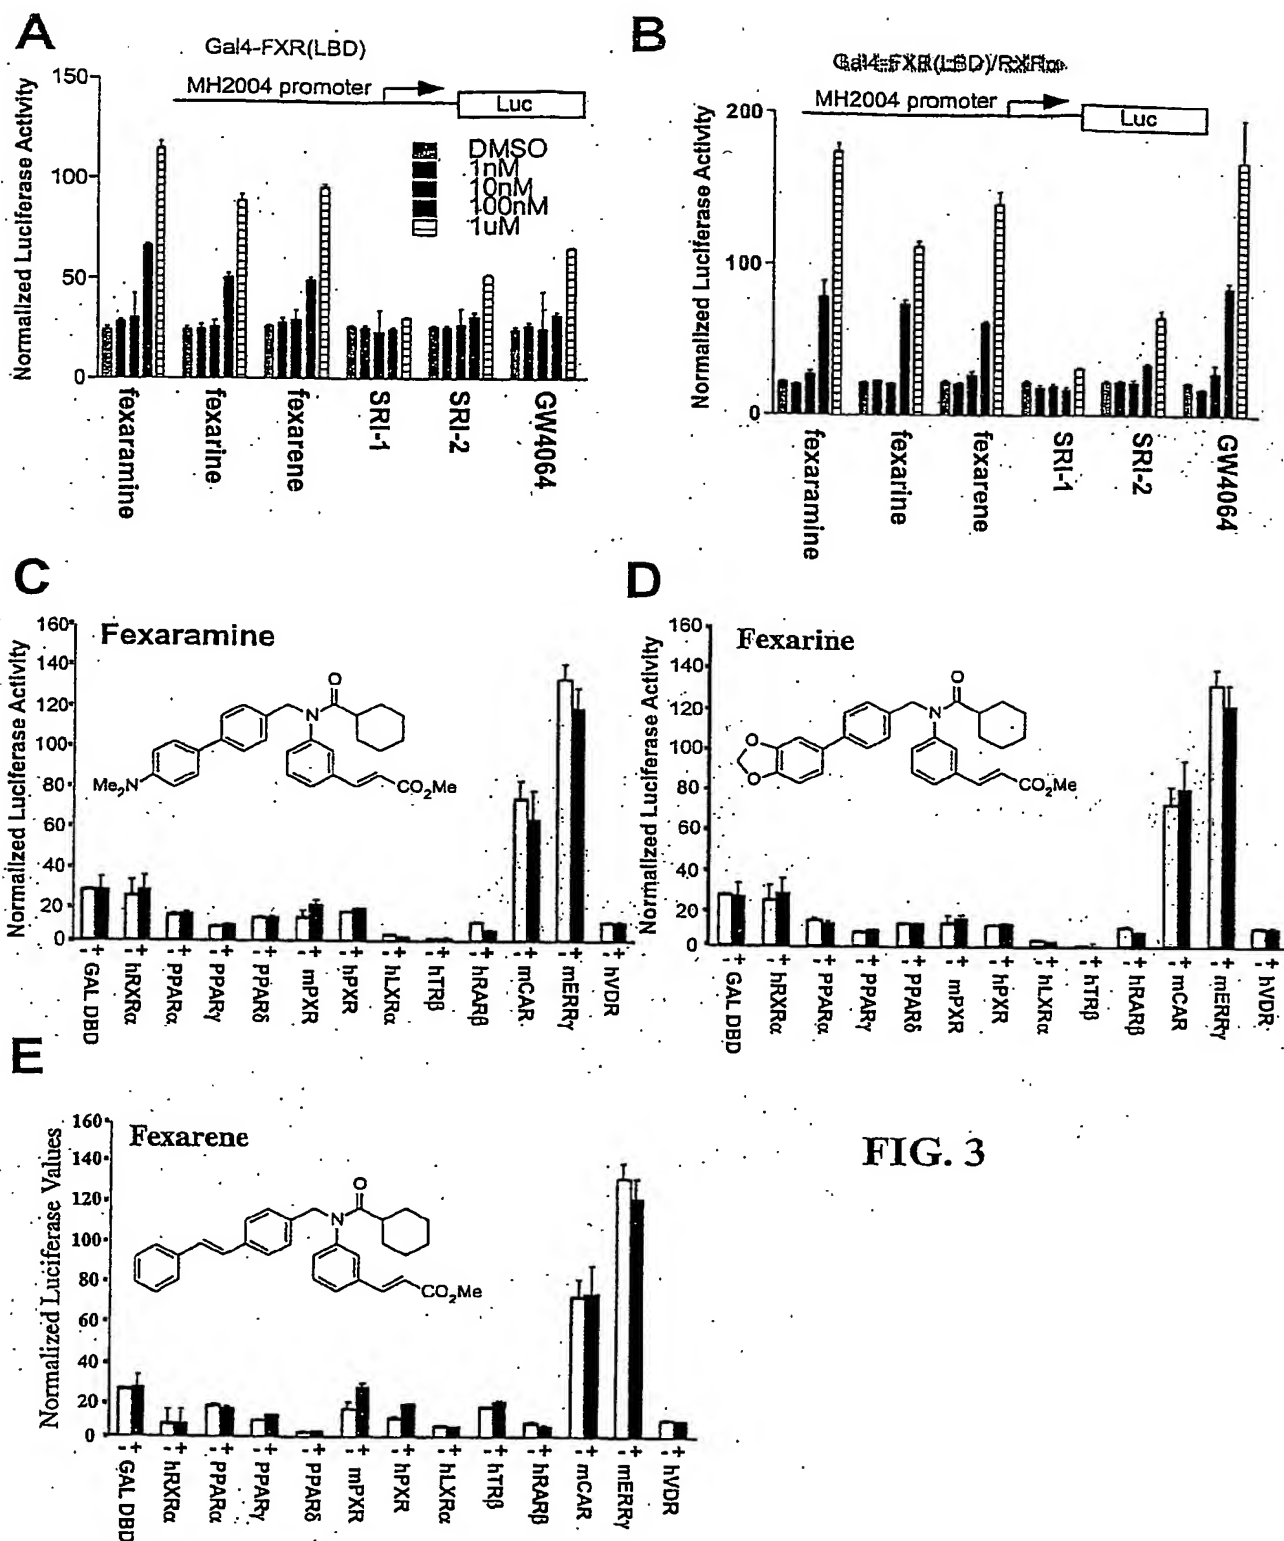 A
Gal4-FXR(LBD)
MH2004 promoter
Luc
Normalized Luciferase Activity
150
100
50
0
DMSO
1nM
10nM
100nM
1uM
fexaramine
fexarine
fexarene
SRI-1
SRI-2
GW4064
B
Gal4-FXR(LBD)/RXRα
MH2004 promoter
Luc
Normalized Luciferase Activity
200
100
0
fexaramine
fexarine
fexarene
SRI-1
SRI-2
GW4064
C
Fexaramine
Normalized Luciferase Activity
160
140
120
100
80
60
40
20
0
O
N
Me₂N
CO₂Me
- + - + - + - + - + - + - + - + - + - + - + - + - +
GAL DBD
hRXRα
PPARα
PPARγ
PPARδ
mPXR
hPXR
hLXRα
hTRβ
hRARβ
mCAR
mERRγ
hVDR
D
Fexarine
Normalized Luciferase Activity
160
140
120
100
80
60
40
20
0
O
N
O
O
CO₂Me
- + - + - + - + - + - + - + - + - + - + - + - + - +
GAL DBD
hRXRα
PPARα
PPARγ
PPARδ
mPXR
hPXR
hLXRα
hTRβ
hRARβ
mCAR
mERRγ
hVDR
E
Fexarene
Normalized Luciferase Values
160
140
120
100
80
60
40
20
0
O
N
CO₂Me
- + - + - + - + - + - + - + - + - + - + - + - + - +
GAL DBD
hRXRα
PPARα
PPARγ
PPARδ
mPXR
hPXR
hLXRα
hTRβ
hRARβ
mCAR
mERRγ
hVDR
FIG. 3